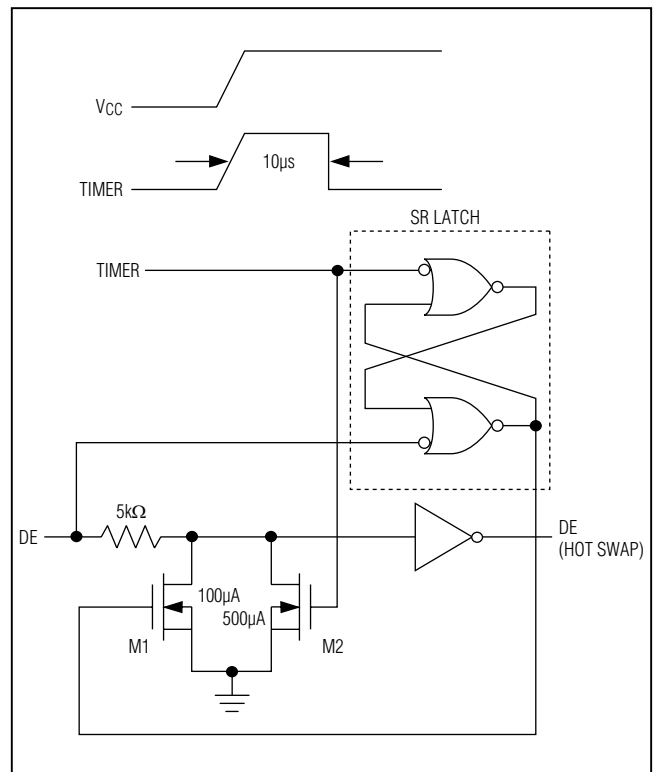 VCC
10µs
TIMER
SR LATCH
TIMER
5kΩ
DE
DE
(HOT SWAP)
100µA
500µA
M1
M2